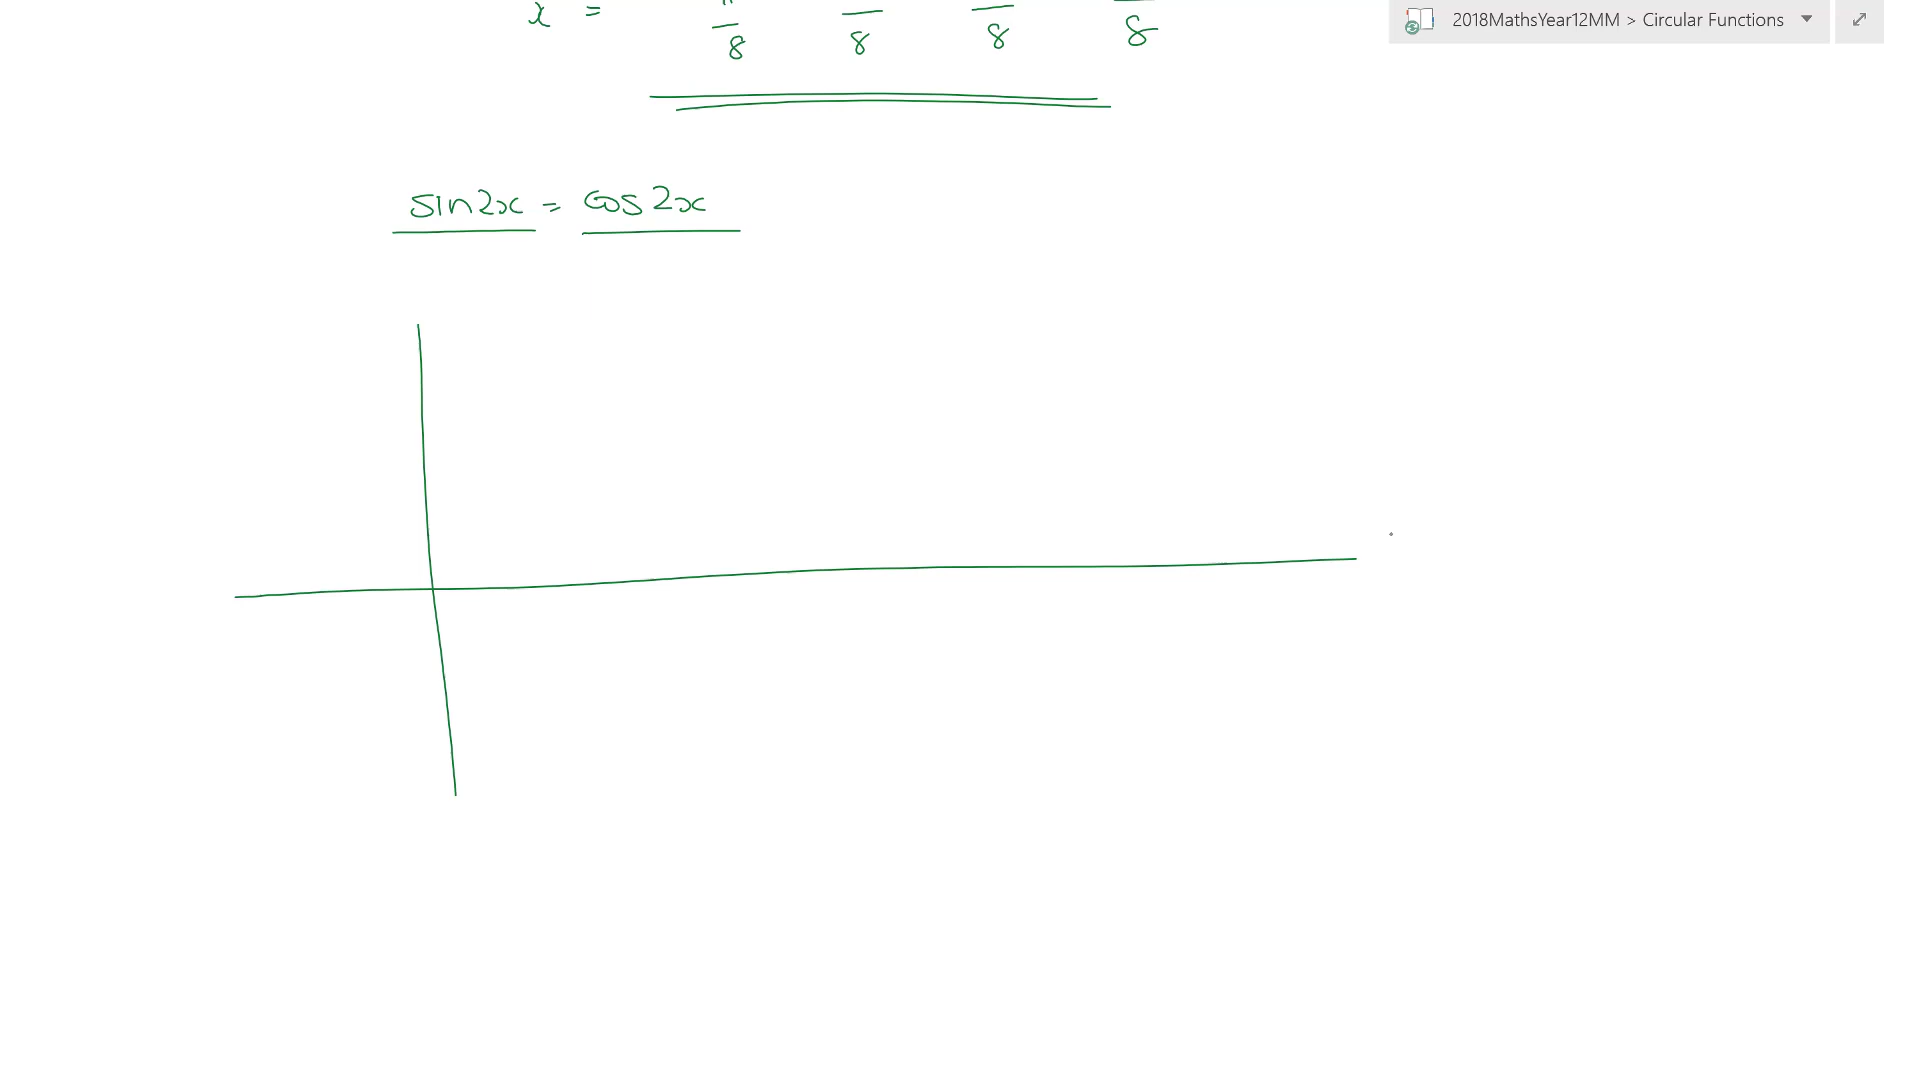 2018MathsYear12MM > Circular Functions
x = π/8 /8 /8 /8
sin2x = cos2x